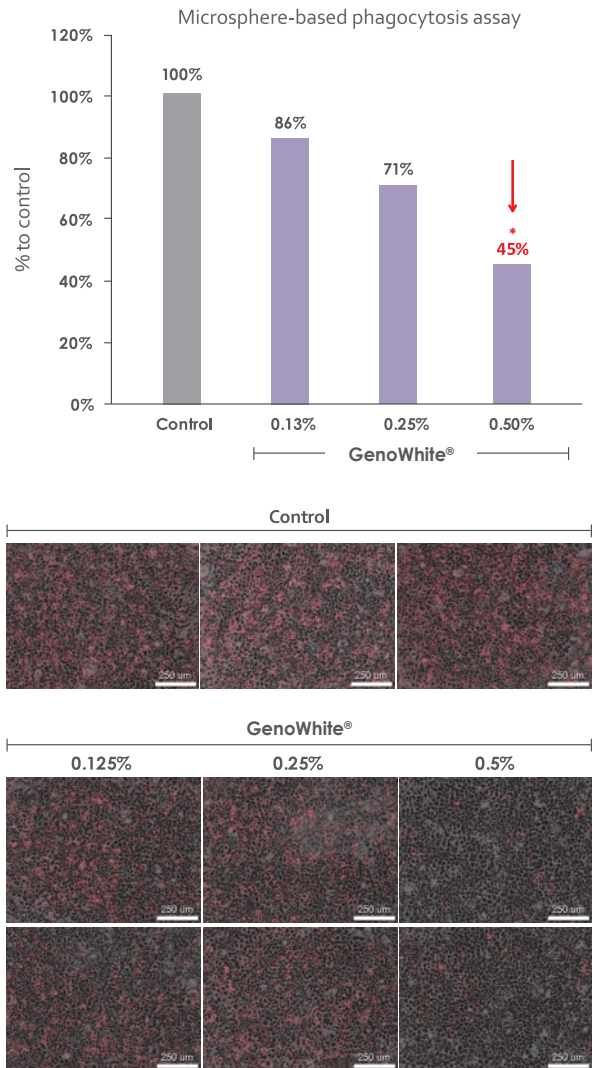 Microsphere-based phagocytosis assay
% to control
120%
100%
80%
60%
40%
20%
0%
100%
86%
71%
*
45%
Control
0.13%
0.25%
0.50%
GenoWhite®
Control
250 um
250 um
250 um
GenoWhite®
0.125%
0.25%
0.5%
250 um
250 um
250 um
250 um
250 um
250 um